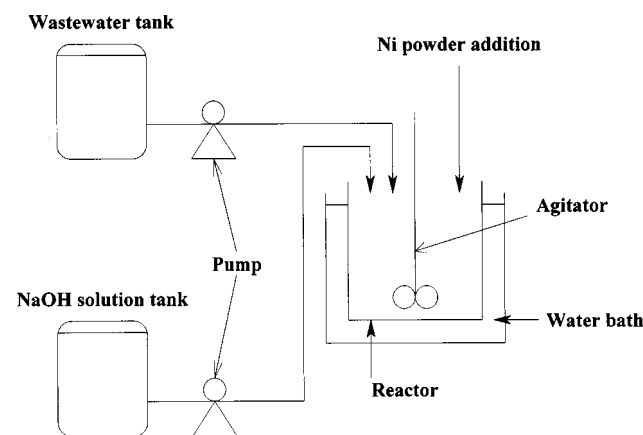 Wastewater tank
Ni powder addition
Agitator
Pump
NaOH solution tank
Water bath
Reactor